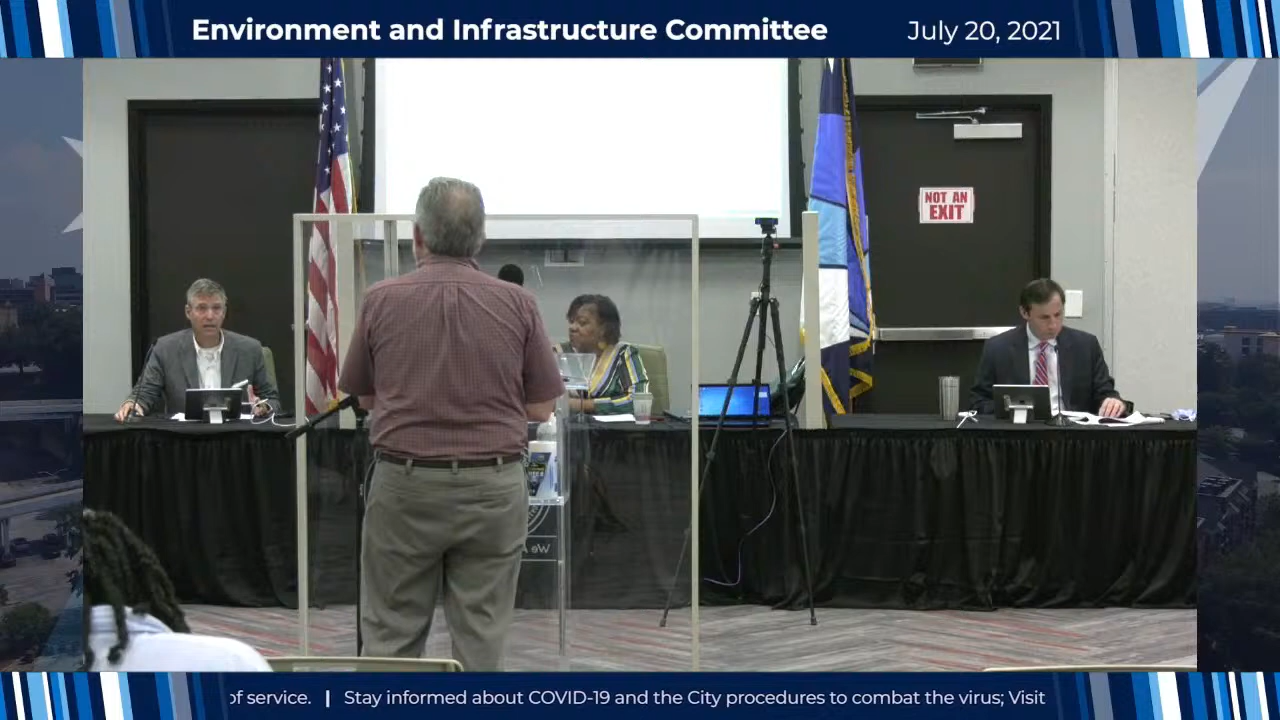 Environment and Infrastructure Committee
July 20, 2021
NOT AN
EXIT
We A
of service. | Stay informed about COVID-19 and the City procedures to combat the virus; Visit